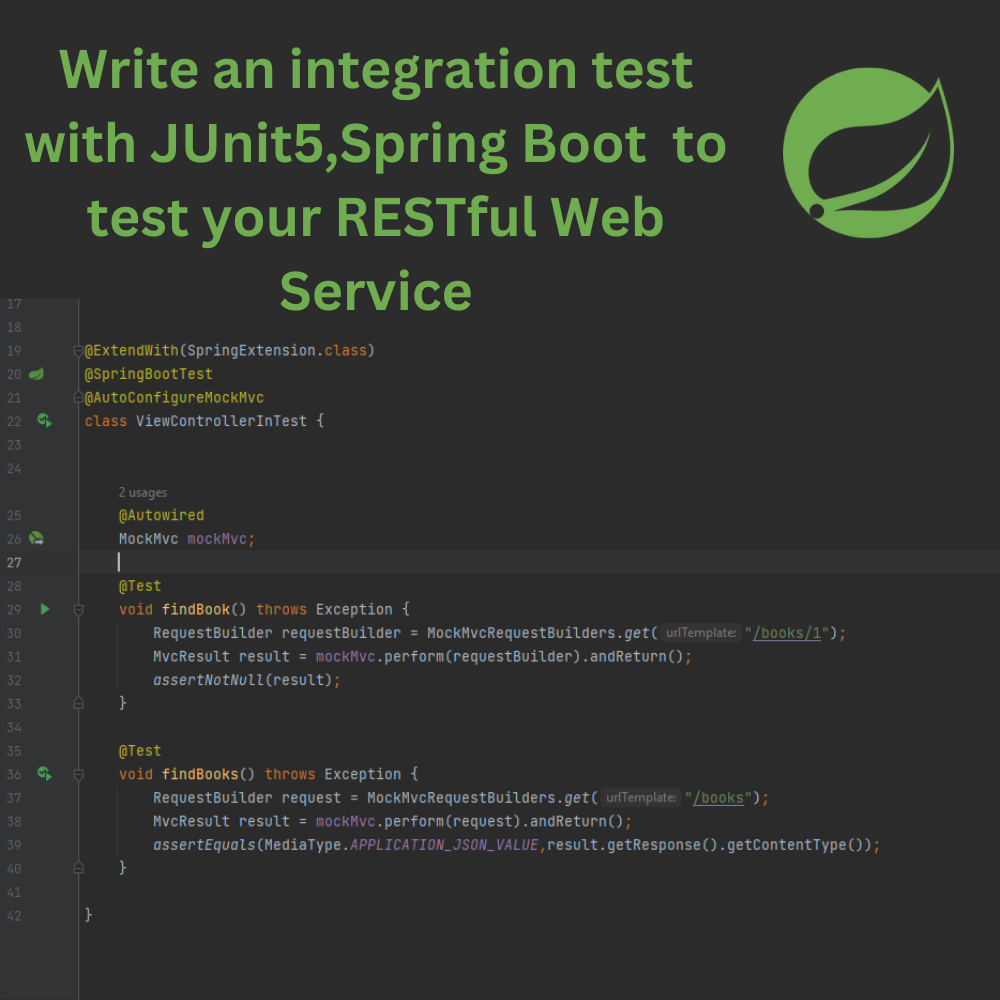 Write an integration test
with JUnit5,Spring Boot  to
test your RESTful Web
Service
17
18
19 @ExtendWith(SpringExtension.class)
20 @SpringBootTest
21 @AutoConfigureMockMvc
22 class ViewControllerInTest {
23
24
2 usages
25 @Autowired
26 MockMvc mockMvc;
27
28 @Test
29 void findBook() throws Exception {
30 RequestBuilder requestBuilder = MockMvcRequestBuilders.get( urlTemplate: "/books/1");
31 MvcResult result = mockMvc.perform(requestBuilder).andReturn();
32 assertNotNull(result);
33 }
34
35 @Test
36 void findBooks() throws Exception {
37 RequestBuilder request = MockMvcRequestBuilders.get( urlTemplate: "/books");
38 MvcResult result = mockMvc.perform(request).andReturn();
39 assertEquals(MediaType.APPLICATION_JSON_VALUE,result.getResponse().getContentType());
40 }
41
42 }